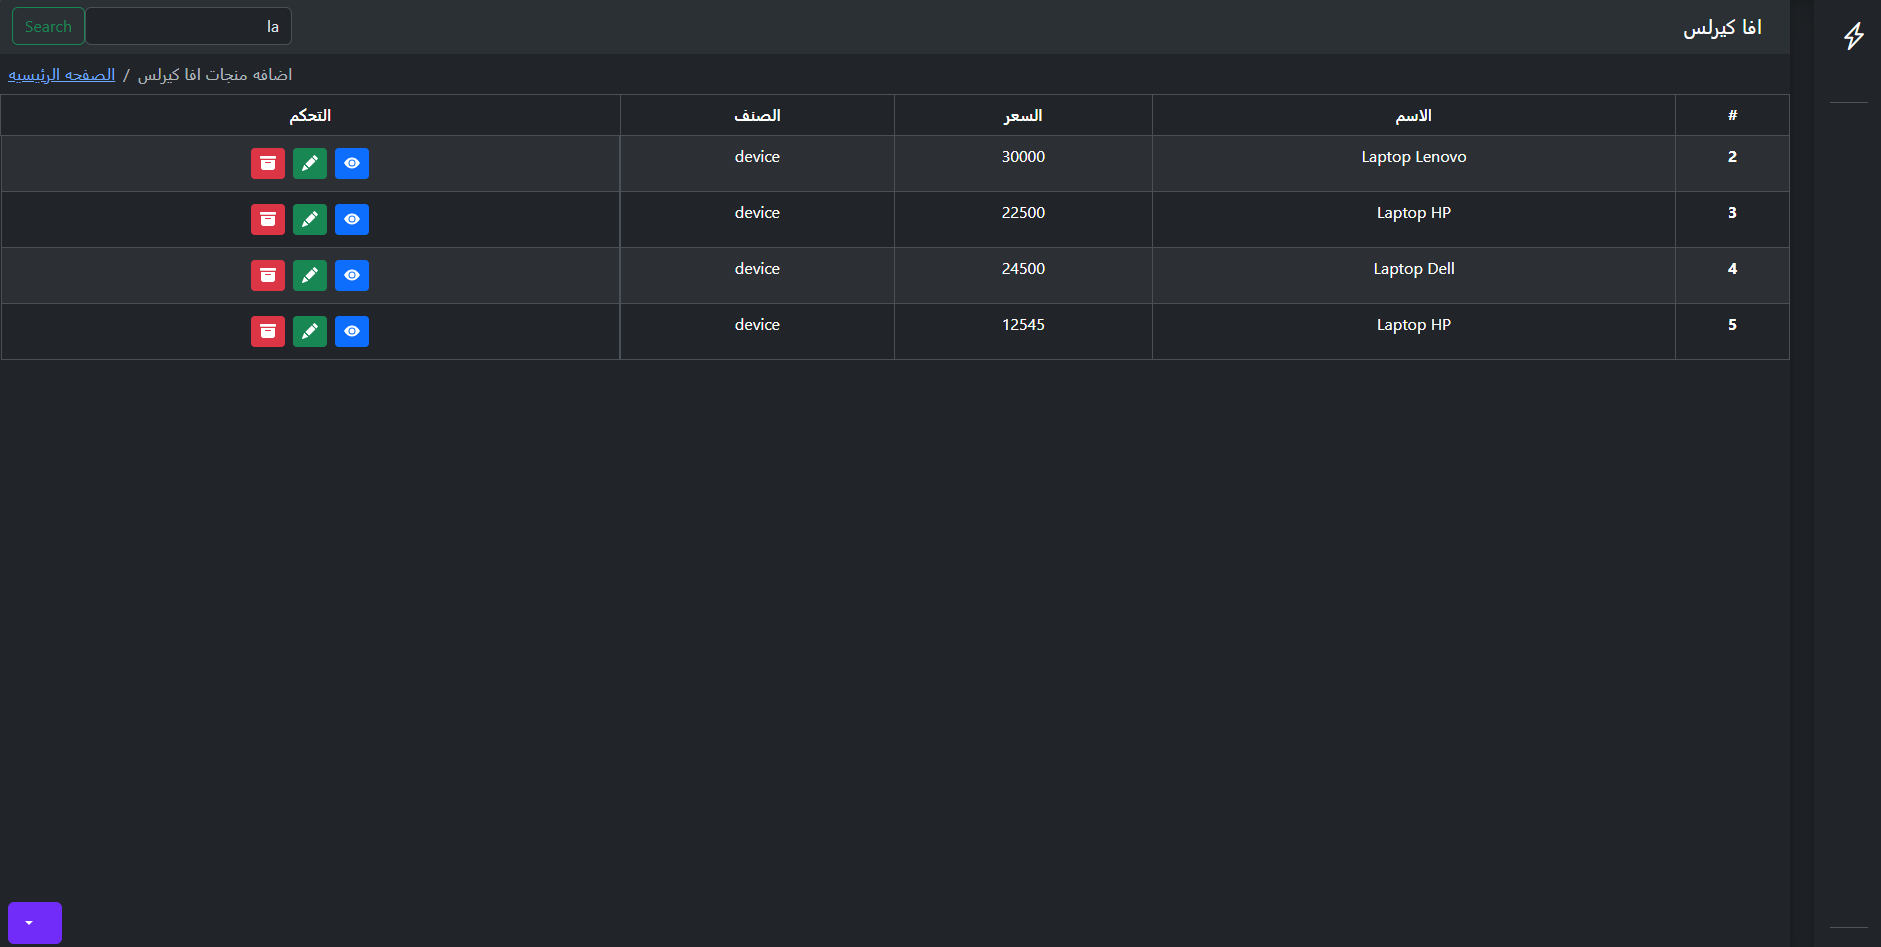 افا كيرلس
la Search
الصفحه الرئيسيه / اضافه منجات افا كيرلس
# الاسم السعر الصنف التحكم
2 Laptop Lenovo 30000 device
3 Laptop HP 22500 device
4 Laptop Dell 24500 device
5 Laptop HP 12545 device